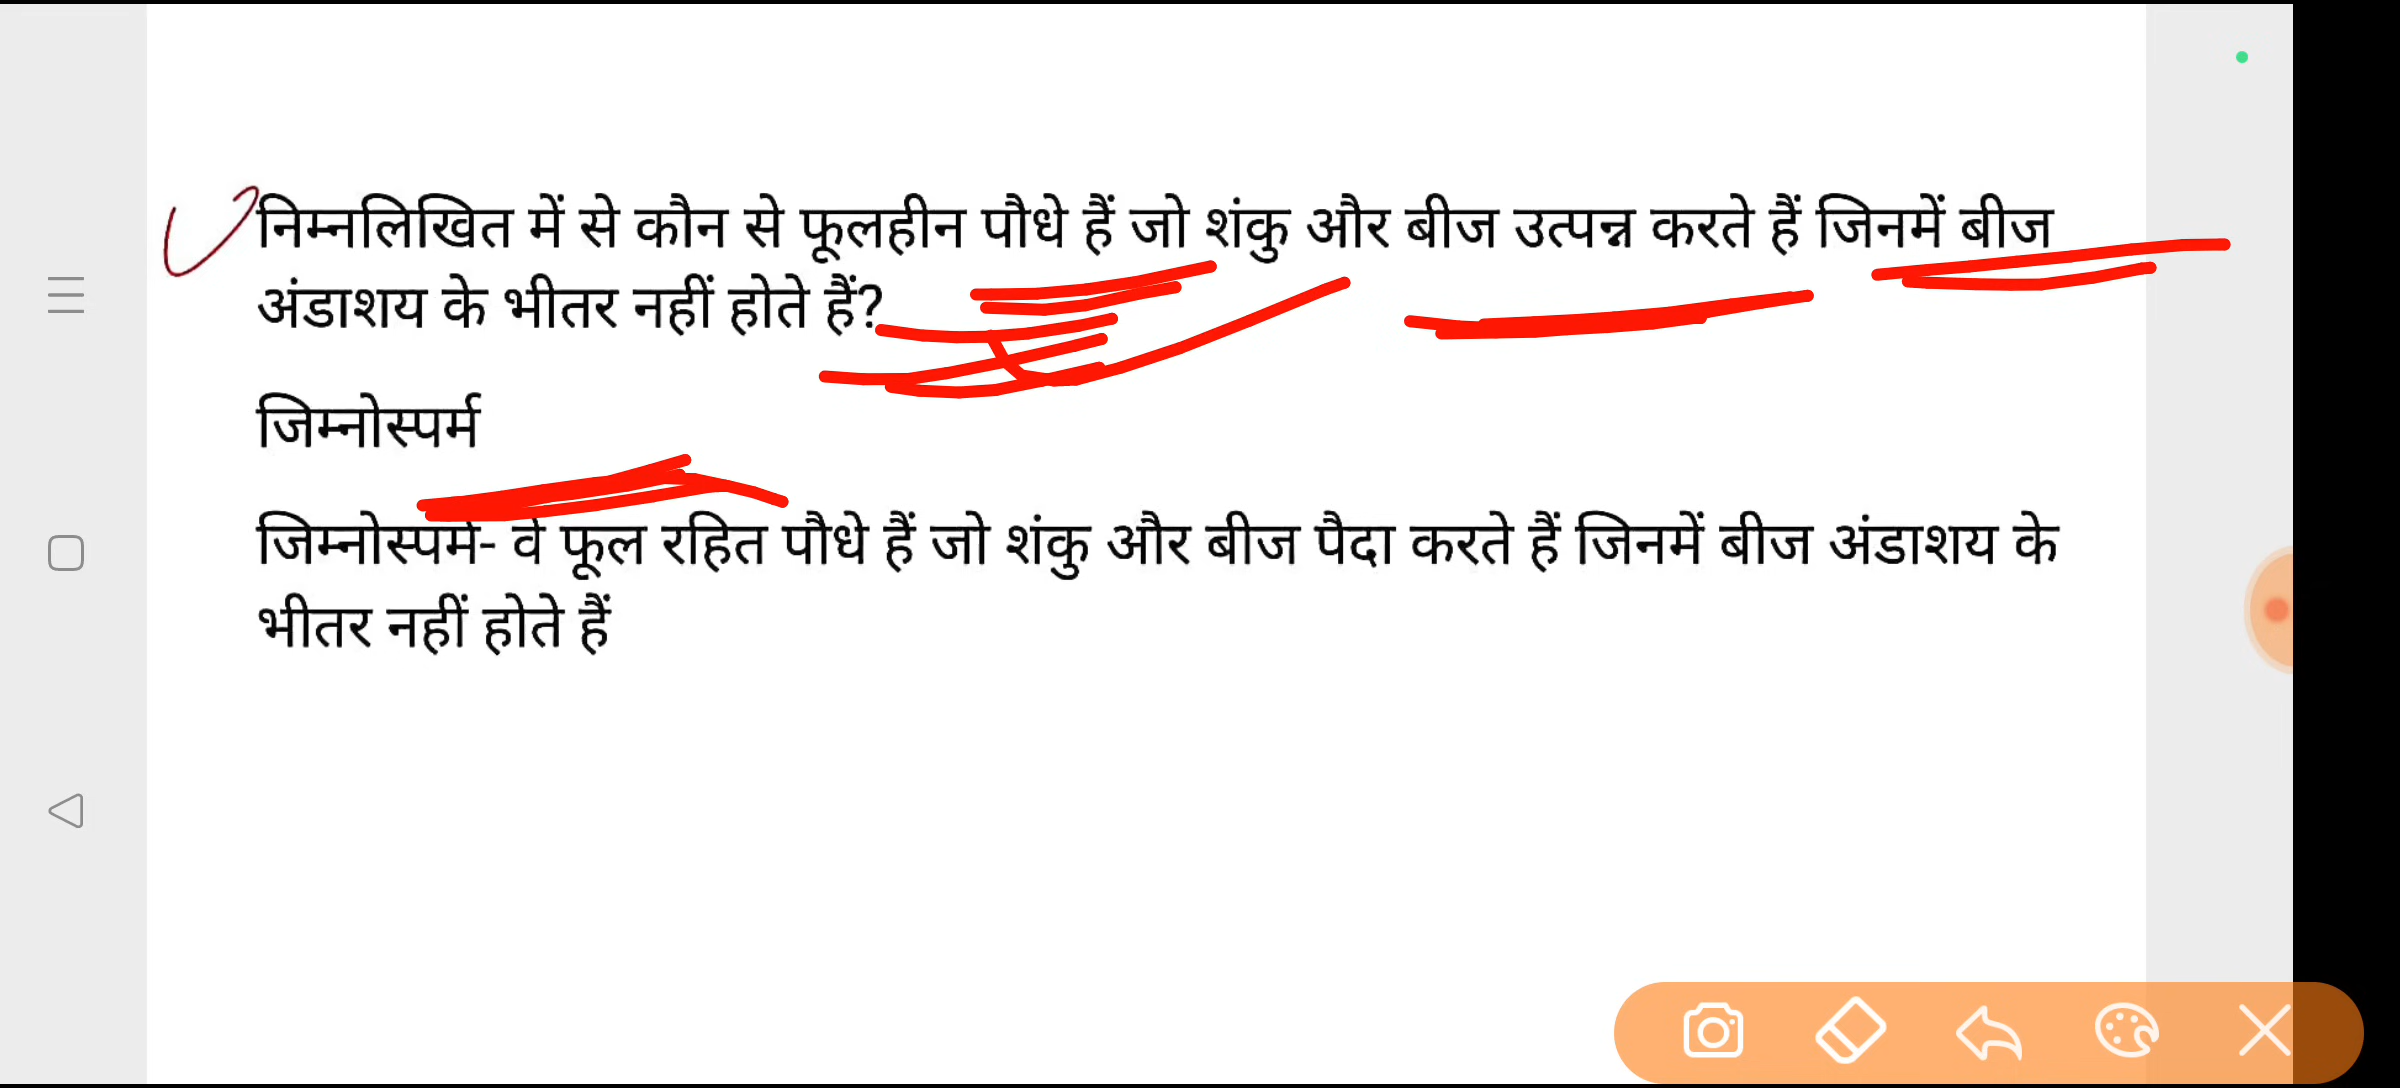 निम्नलिखित में से कौन से फूलहीन पौधे हैं जो शंकु और बीज उत्पन्न करते हैं जिनमें बीज
अंडाशय के भीतर नहीं होते हैं?
जिम्नोस्पर्म
जिम्नोस्पर्म- वे फूल रहित पौधे हैं जो शंकु और बीज पैदा करते हैं जिनमें बीज अंडाशय के
भीतर नहीं होते हैं